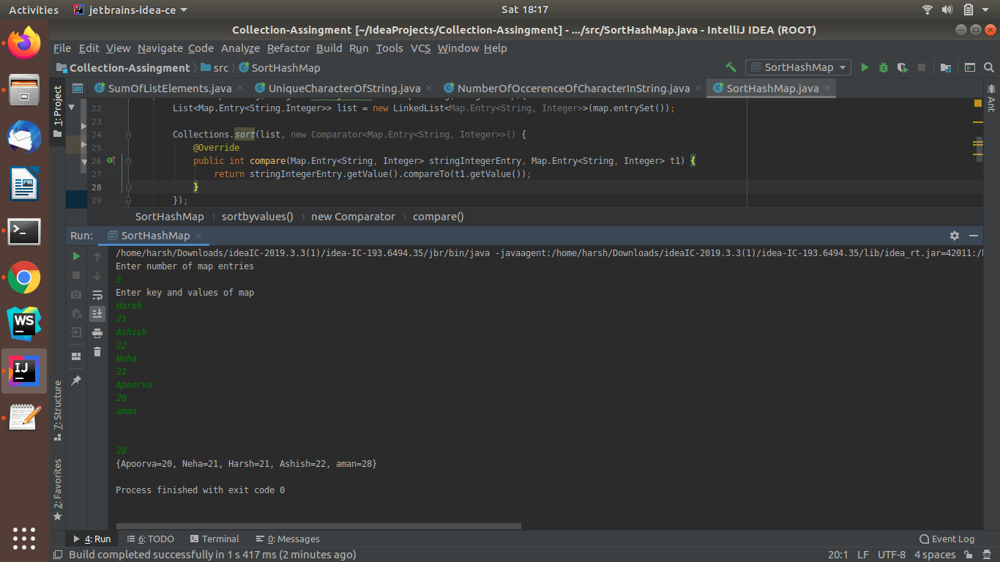 Activities jetbrains-idea-ce Sat 18:17
Collection-Assingment [~/IdeaProjects/Collection-Assingment] - .../src/SortHashMap.java - IntelliJ IDEA (ROOT)
File Edit View Navigate Code Analyze Refactor Build Run Tools VCS Window Help
Collection-Assingment src SortHashMap SortHashMap
SumOfListElements.java UniqueCharacterOfString.java NumberOfOccerenceOfCharacterInString.java SortHashMap.java
1: Project
Ant
22 List<Map.Entry<String,Integer>> list = new LinkedList<Map.Entry<String, Integer>>(map.entrySet());
23
24 Collections.sort(list, new Comparator<Map.Entry<String, Integer>>() {
25 @Override
26 public int compare(Map.Entry<String, Integer> stringIntegerEntry, Map.Entry<String, Integer> t1) {
27 return stringIntegerEntry.getValue().compareTo(t1.getValue());
28 }
29 });
SortHashMap › sortbyvalues() › new Comparator › compare()
Run: SortHashMap
/home/harsh/Downloads/ideaIC-2019.3.3(1)/idea-IC-193.6494.35/jbr/bin/java -javaagent:/home/harsh/Downloads/ideaIC-2019.3.3(1)/idea-IC-193.6494.35/lib/idea_rt.jar=42011:/
Enter number of map entries
5
Enter key and values of map
Harsh
21
Ashish
22
Neha
21
Apoorva
20
aman
28
{Apoorva=20, Neha=21, Harsh=21, Ashish=22, aman=28}
Process finished with exit code 0
7: Structure
2: Favorites
WS
IJ
4: Run 6: TODO Terminal 0: Messages Event Log
Build completed successfully in 1 s 417 ms (2 minutes ago) 20:1 LF UTF-8 4 spaces